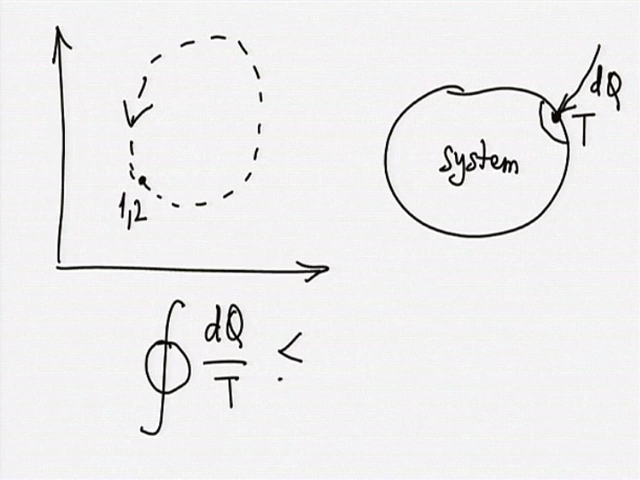 1,2
dQ
T
system
∮ dQ/T <